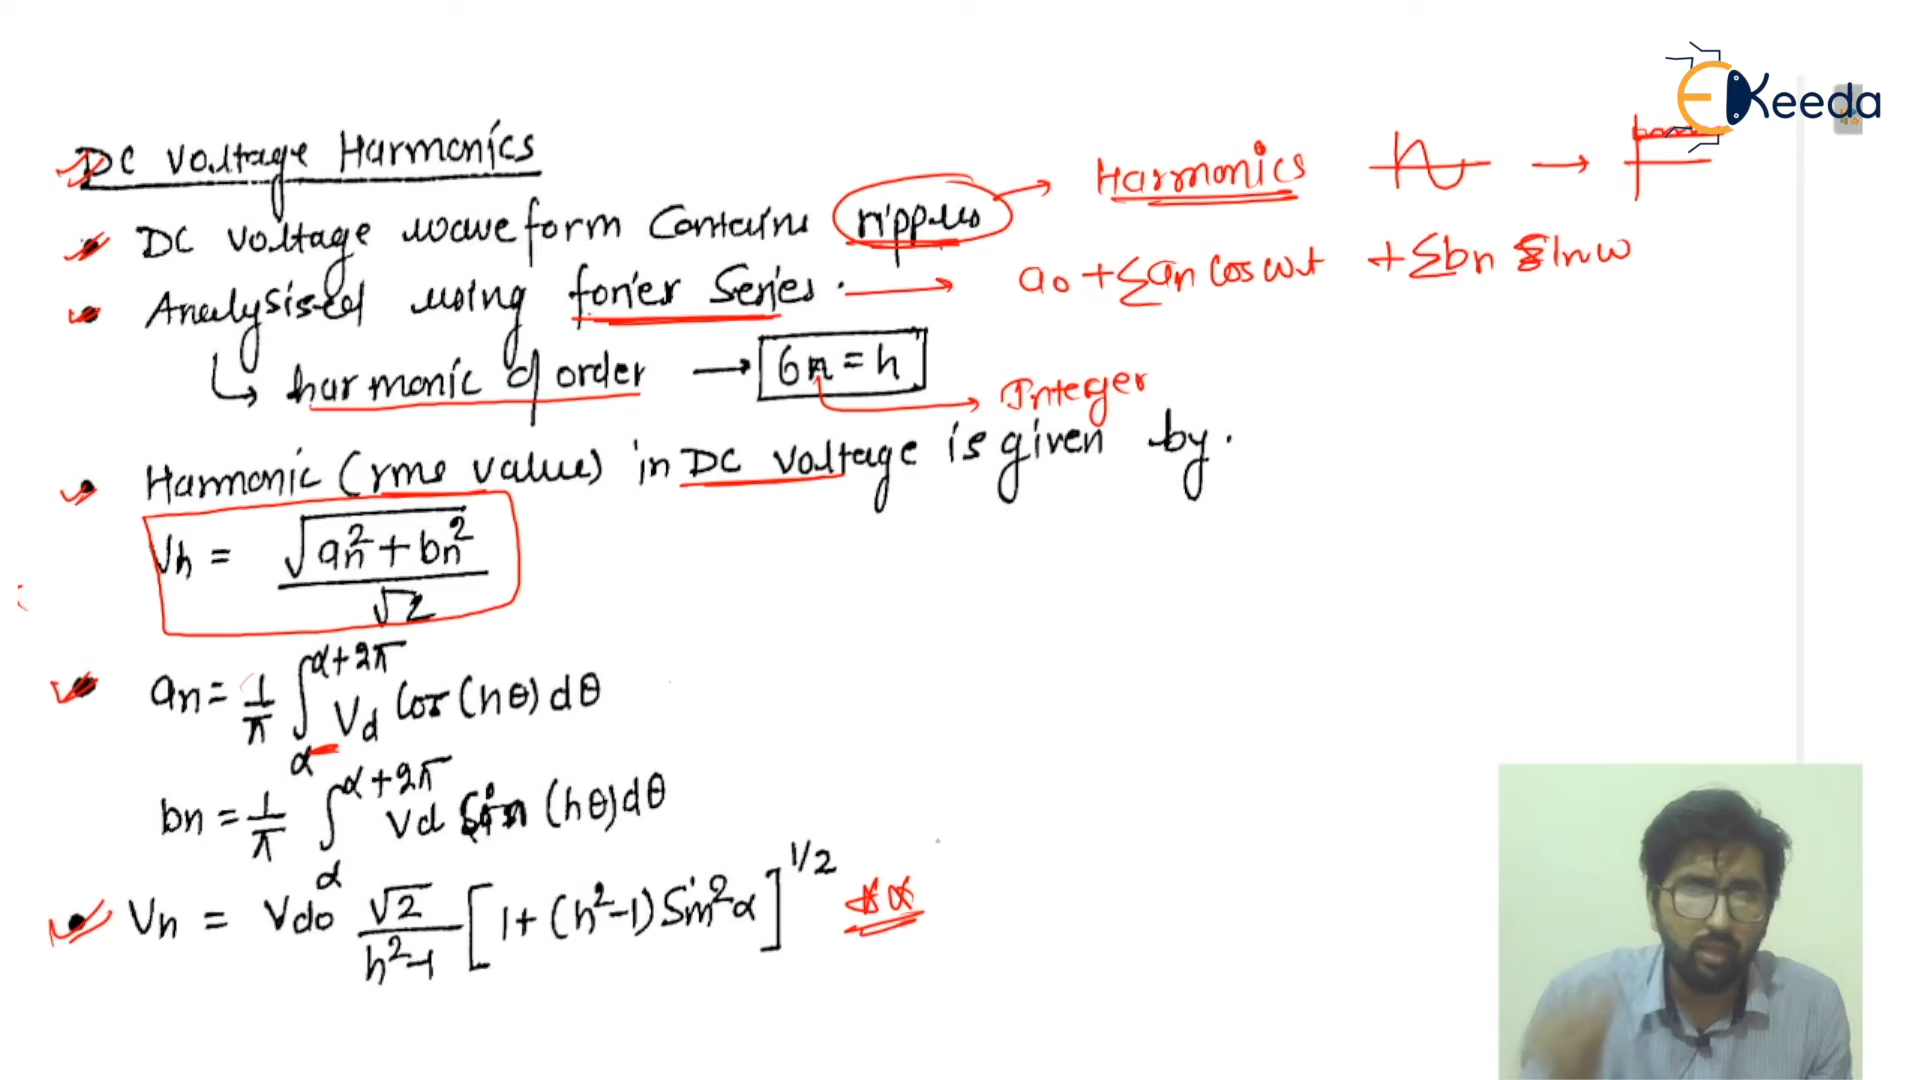 EKeeda
DC Voltage Harmonics
DC Voltage waveform Contains ripples → Harmonics →
Analysised using forier Series. → a0 + Σan Cos wt + Σbn Sin w
↳ harmonic of order → 6n = h
Integer
Harmonic (rms value) in DC Voltage is given by.
Vh = √(an² + bn²) / √2
an = 1/π ∫α^(α+2π) Vd Cos (hθ) dθ
bn = 1/π ∫α^(α+2π) Vd Sin (hθ) dθ
Vh = Vdo √2/(h²-1) [1 + (h²-1) Sin²α]^1/2